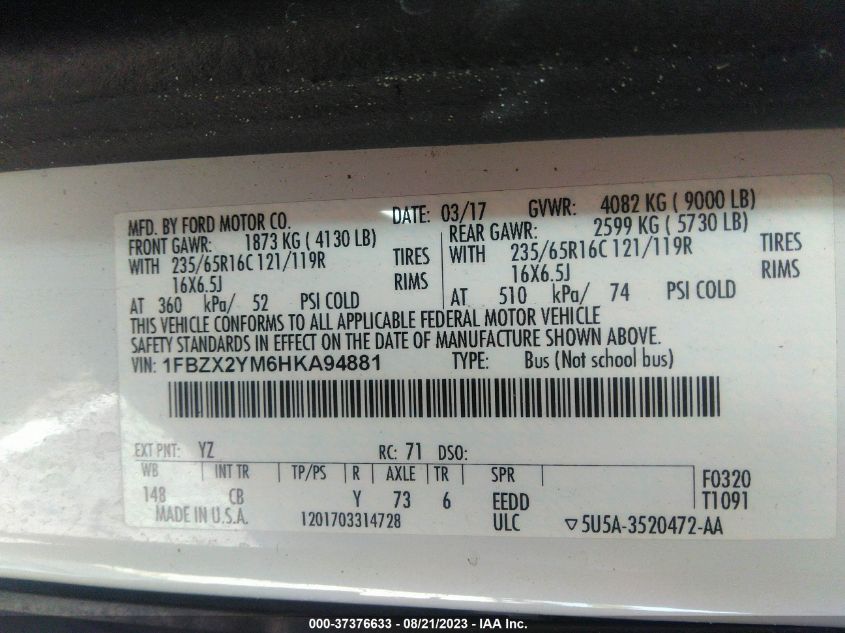 MFD. BY FORD MOTOR CO. DATE: 03/17 GVWR: 4082 KG ( 9000 LB)
FRONT GAWR: 1873 KG ( 4130 LB) REAR GAWR: 2599 KG ( 5730 LB)
WITH 235/65R16C 121/119R TIRES WITH 235/65R16C 121/119R TIRES
16X6.5J RIMS 16X6.5J RIMS
AT 360 kPa/ 52 PSI COLD AT 510 kPa/ 74 PSI COLD
THIS VEHICLE CONFORMS TO ALL APPLICABLE FEDERAL MOTOR VEHICLE
SAFETY STANDARDS IN EFFECT ON THE DATE OF MANUFACTURE SHOWN ABOVE.
VIN: 1FBZX2YM6HKA94881 TYPE: Bus (Not school bus)
EXT PNT: YZ RC: 71 DSO:
WB INT TR TP/PS R AXLE TR SPR F0320
148 CB Y 73 6 EEDD T1091
MADE IN U.S.A. 1201703314728 ULC ▽5U5A-3520472-AA
000-37376633 - 08/21/2023 - IAA Inc.